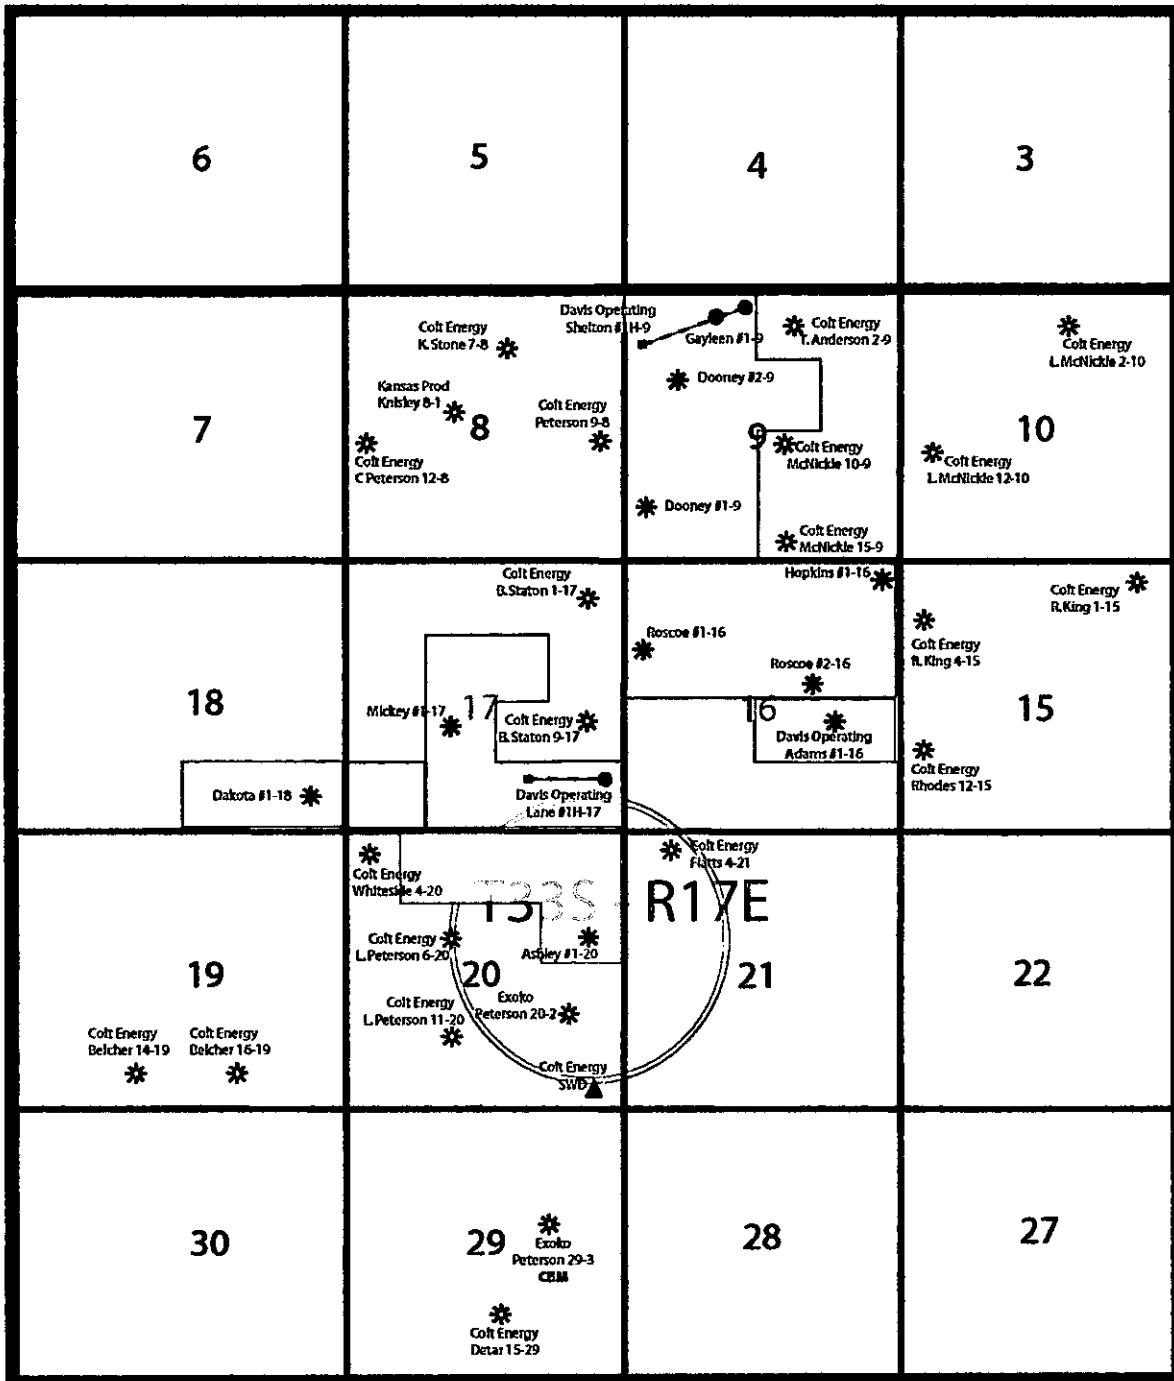 6
5
4
3
7
Colt Energy
K. Stone 7-8
Kansas Prod
Knisley 8-1
8
Colt Energy
Peterson 9-8
Colt Energy
C Peterson 12-8
Davis Operating
Shelton #1H-9
Gayleen #1-9
Colt Energy
T. Anderson 2-9
Dooney #2-9
9
Colt Energy
McNickle 10-9
Dooney #1-9
Colt Energy
McNickle 15-9
Colt Energy
L. McNickle 2-10
10
Colt Energy
L. McNickle 12-10
18
Dakota #1-18
Colt Energy
B. Staton 1-17
Mickey #1-17
17
Colt Energy
B. Staton 9-17
Davis Operating
Lane #1H-17
Hopkins #1-16
Roscoe #1-16
Roscoe #2-16
16
Davis Operating
Adams #1-16
Colt Energy
R. King 1-15
Colt Energy
R. King 4-15
15
Colt Energy
Rhodes 12-15
T33S - R17E
19
Colt Energy
Belcher 14-19
Colt Energy
Belcher 16-19
Colt Energy
Whiteside 4-20
Colt Energy
L. Peterson 6-20
Ashley #1-20
20
Colt Energy
L. Peterson 11-20
Exoko
Peterson 20-2
Colt Energy
SWD
Colt Energy
Flatts 4-21
21
22
30
29
Exoko
Peterson 29-3
CBM
Colt Energy
Detar 15-29
28
27